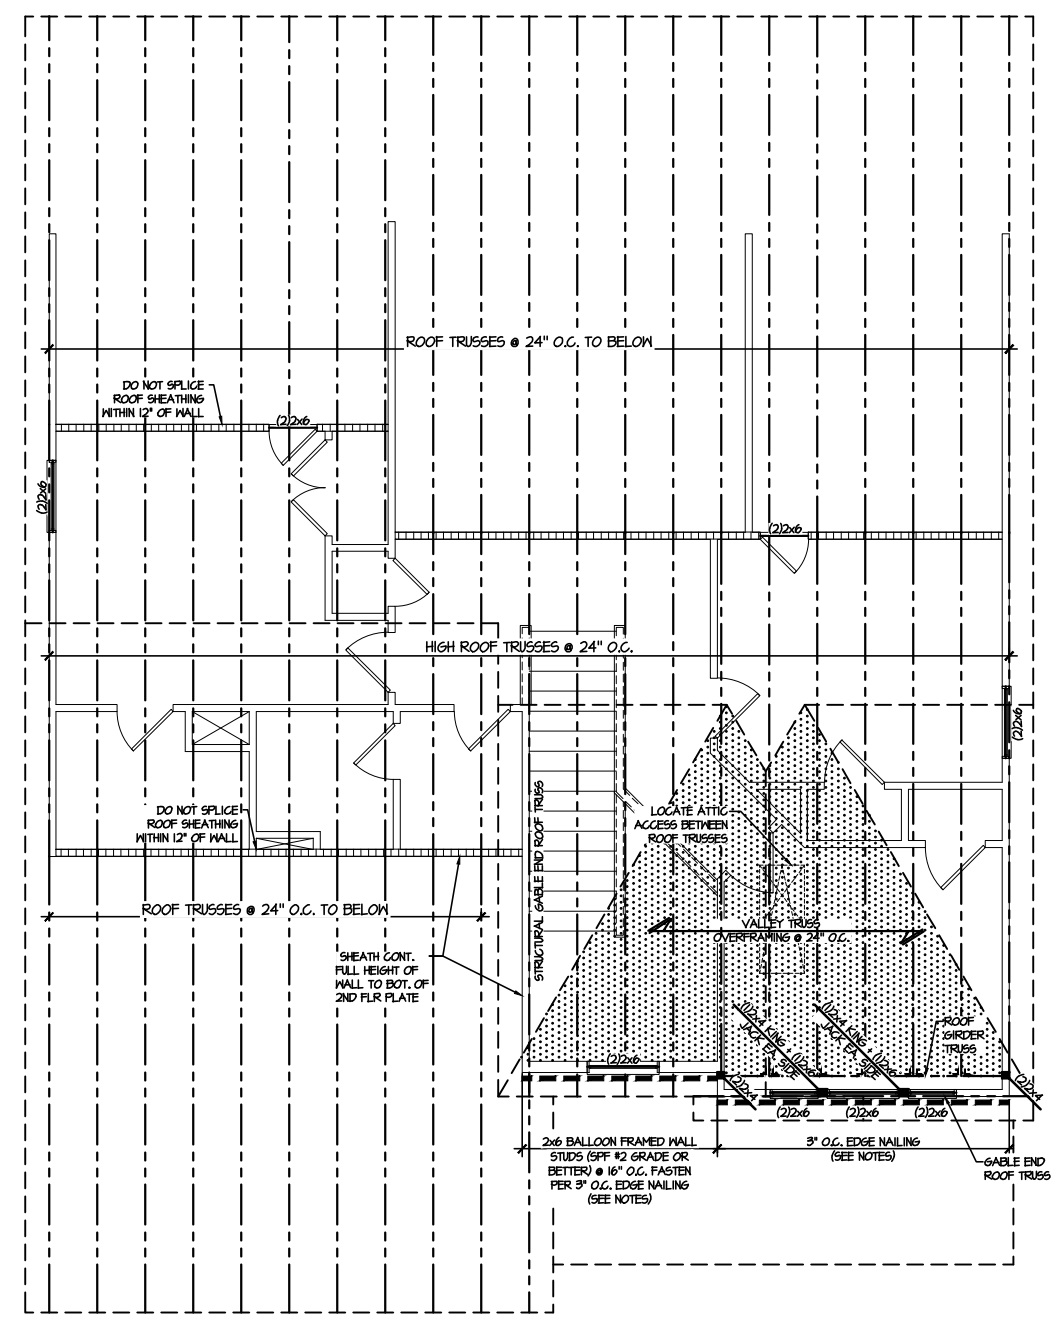 ROOF TRUSSES @ 24" O.C. TO BELOW
DO NOT SPLICE
ROOF SHEATHING
WITHIN 12" OF WALL
(2)2x6
(2)2x6
(2)2x6
HIGH ROOF TRUSSES @ 24" O.C.
(2)2x6
DO NOT SPLICE
ROOF SHEATHING
WITHIN 12" OF WALL
STRUCTURAL GABLE END ROOF TRUSS
LOCATE ATTIC
ACCESS BETWEEN
ROOF TRUSSES
ROOF TRUSSES @ 24" O.C. TO BELOW
VALLEY TRUSS
OVERFRAMING @ 24" O.C.
SHEATH CONT.
FULL HEIGHT OF
WALL TO BOT. OF
2ND FLR PLATE
(1)2x4 KING + (1)2x6
JACK EA. SIDE
(1)2x4 KING + (1)2x6
JACK EA. SIDE
ROOF
GIRDER
TRUSS
(2)2x6
(2)2x4
(2)2x4
(2)2x6
(2)2x6
(2)2x6
2x6 BALLOON FRAMED WALL
STUDS (SPF #2 GRADE OR
BETTER) @ 16" O.C. FASTEN
PER 3" O.C. EDGE NAILING
(SEE NOTES)
3" O.C. EDGE NAILING
(SEE NOTES)
GABLE END
ROOF TRUSS